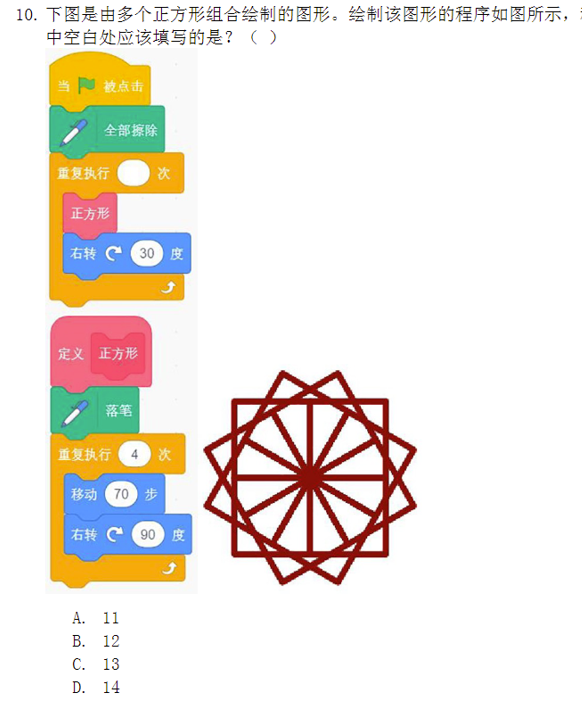 10. 下图是由多个正方形组合绘制的图形。绘制该图形的程序如图所示，
中空白处应该填写的是？（ ）
当 被点击
全部擦除
重复执行 次
正方形
右转 30 度
定义 正方形
落笔
重复执行 4 次
移动 70 步
右转 90 度
A. 11
B. 12
C. 13
D. 14